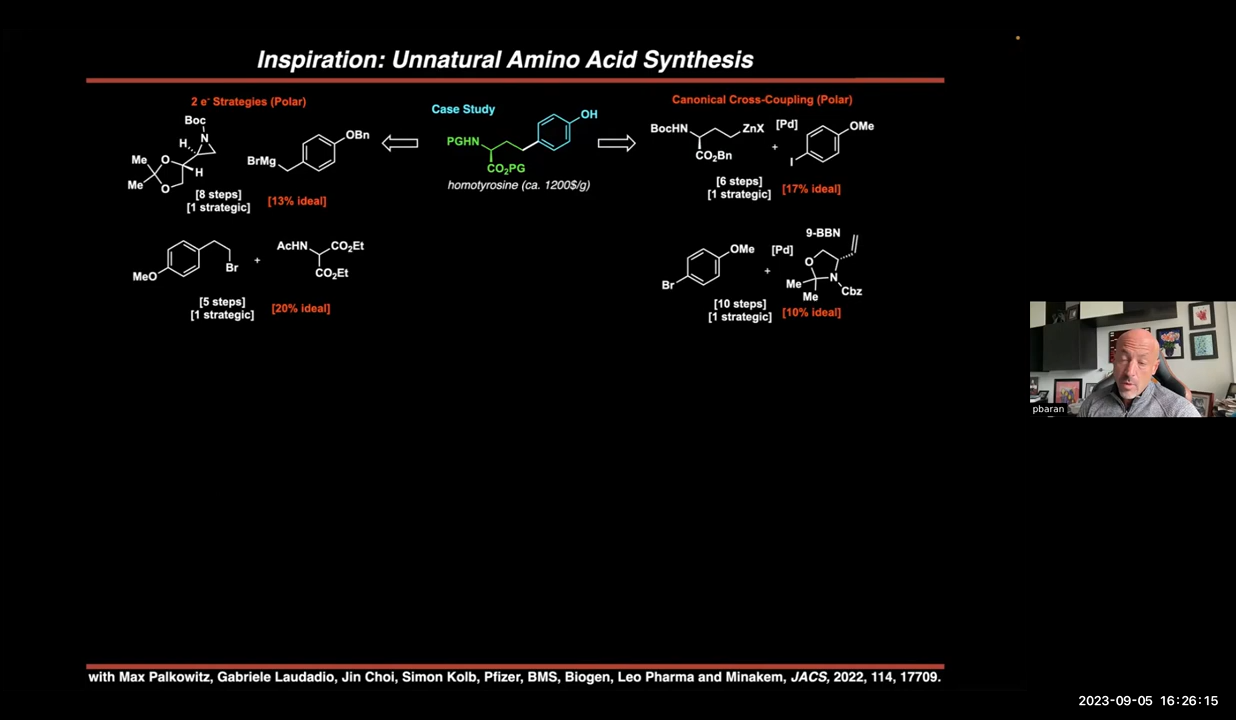 Inspiration: Unnatural Amino Acid Synthesis
2 e⁻ Strategies (Polar)
Boc
N
H
H
Me
Me
O
O
BrMg
OBn
[8 steps]
[1 strategic]
[13% ideal]
MeO
Br
+
AcHN
CO₂Et
CO₂Et
[5 steps]
[1 strategic]
[20% ideal]
Case Study
OH
PGHN
CO₂PG
homotyrosine (ca. 1200$/g)
Canonical Cross-Coupling (Polar)
BocHN
ZnX
CO₂Bn
[Pd]
+
OMe
I
[6 steps]
[1 strategic]
[17% ideal]
Br
OMe
[Pd]
+
9-BBN
O
N
Me
Me
Cbz
[10 steps]
[1 strategic]
[10% ideal]
pbaran
with Max Palkowitz, Gabriele Laudadio, Jin Choi, Simon Kolb, Pfizer, BMS, Biogen, Leo Pharma and Minakem, JACS, 2022, 114, 17709.
2023-09-05 16:26:15